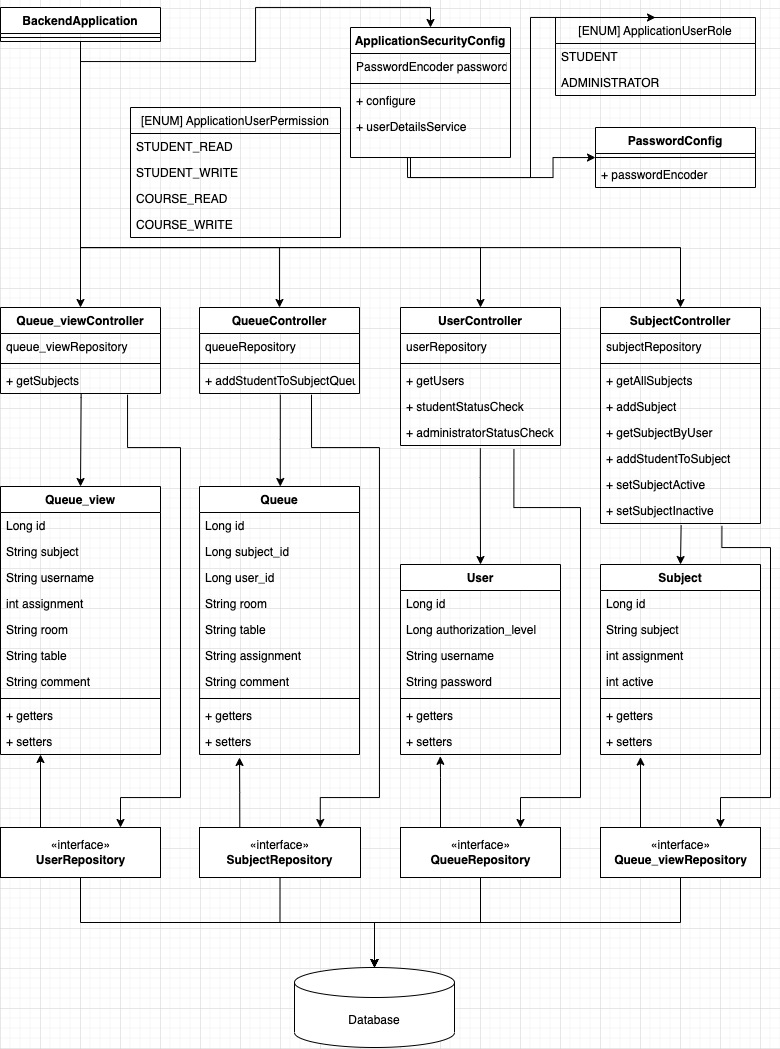 BackendApplication
ApplicationSecurityConfig
PasswordEncoder password
+ configure
+ userDetailsService
[ENUM] ApplicationUserRole
STUDENT
ADMINISTRATOR
[ENUM] ApplicationUserPermission
STUDENT_READ
STUDENT_WRITE
COURSE_READ
COURSE_WRITE
PasswordConfig
+ passwordEncoder
Queue_viewController
queue_viewRepository
+ getSubjects
QueueController
queueRepository
+ addStudentToSubjectQueu
UserController
userRepository
+ getUsers
+ studentStatusCheck
+ administratorStatusCheck
SubjectController
subjectRepository
+ getAllSubjects
+ addSubject
+ getSubjectByUser
+ addStudentToSubject
+ setSubjectActive
+ setSubjectInactive
Queue_view
Long id
String subject
String username
int assignment
String room
String table
String comment
+ getters
+ setters
Queue
Long id
Long subject_id
Long user_id
String room
String table
String assignment
String comment
+ getters
+ setters
User
Long id
Long authorization_level
String username
String password
+ getters
+ setters
Subject
Long id
String subject
int assignment
int active
+ getters
+ setters
«interface»
UserRepository
«interface»
SubjectRepository
«interface»
QueueRepository
«interface»
Queue_viewRepository
Database